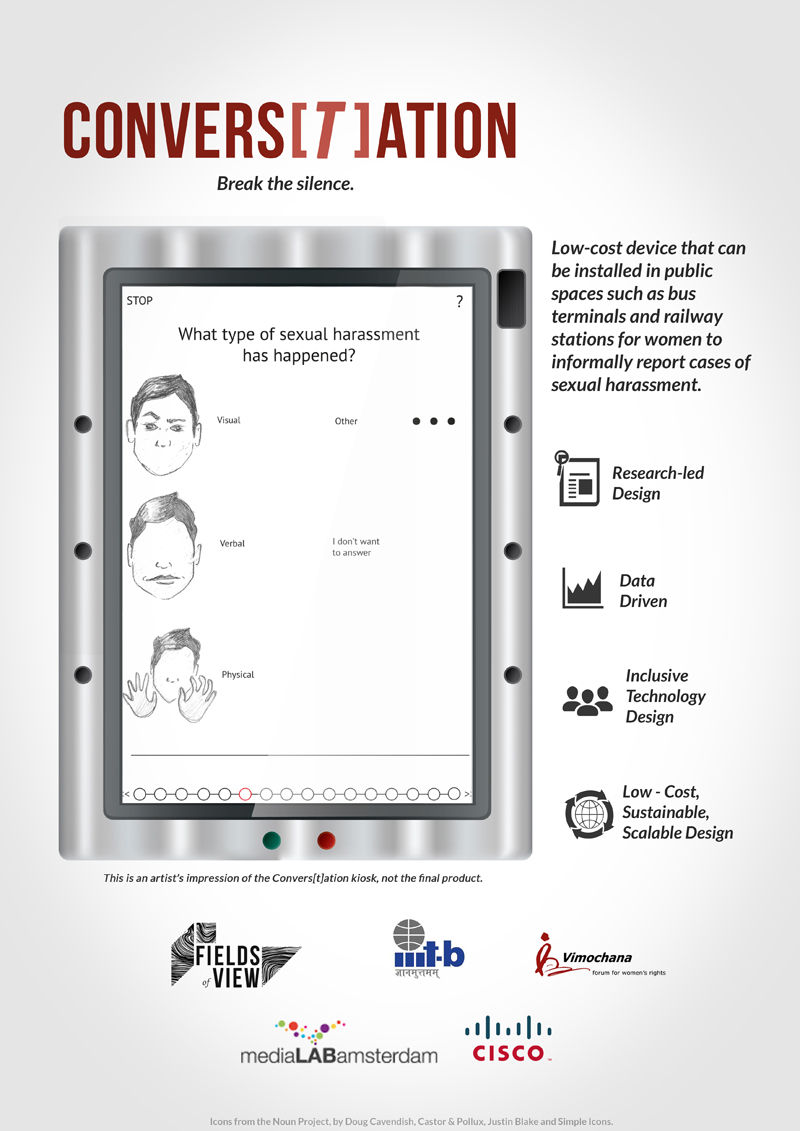 CONVERS[T]ATION
Break the silence.
Low-cost device that can
be installed in public
spaces such as bus
terminals and railway
stations for women to
informally report cases of
sexual harassment.
STOP
?
What type of sexual harassment
has happened?
Visual
Other
Verbal
I don't want
to answer
Physical
<
>
Research-led
Design
Data
Driven
Inclusive
Technology
Design
Low - Cost,
Sustainable,
Scalable Design
This is an artist's impression of the Convers[t]ation kiosk, not the final product.
FIELDS
of VIEW
iiit-b
ज्ञानमुत्तमम्
Vimochana
forum for women's rights
mediaLABamsterdam
CISCO™
Icons from the Noun Project, by Doug Cavendish, Castor & Pollux, Justin Blake and Simple Icons.